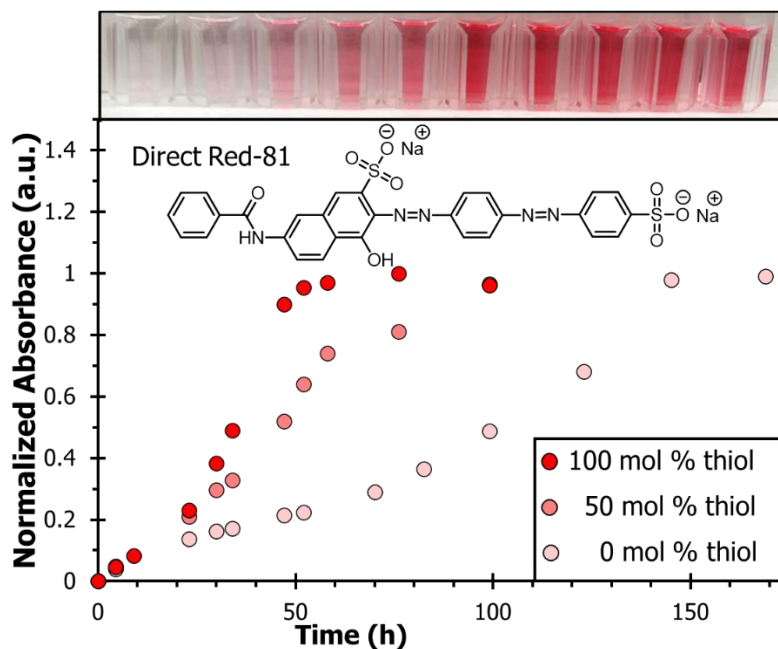 Direct Red-81
O
O
⊖
Na
⊕
S
O
O
O
HN
OH
N=N
N=N
O
S
O
O
⊖
Na
⊕
Normalized Absorbance (a.u.)
1.4
1.2
1
0.8
0.6
0.4
0.2
0
0
50
100
150
Time (h)
100 mol % thiol
50 mol % thiol
0 mol % thiol